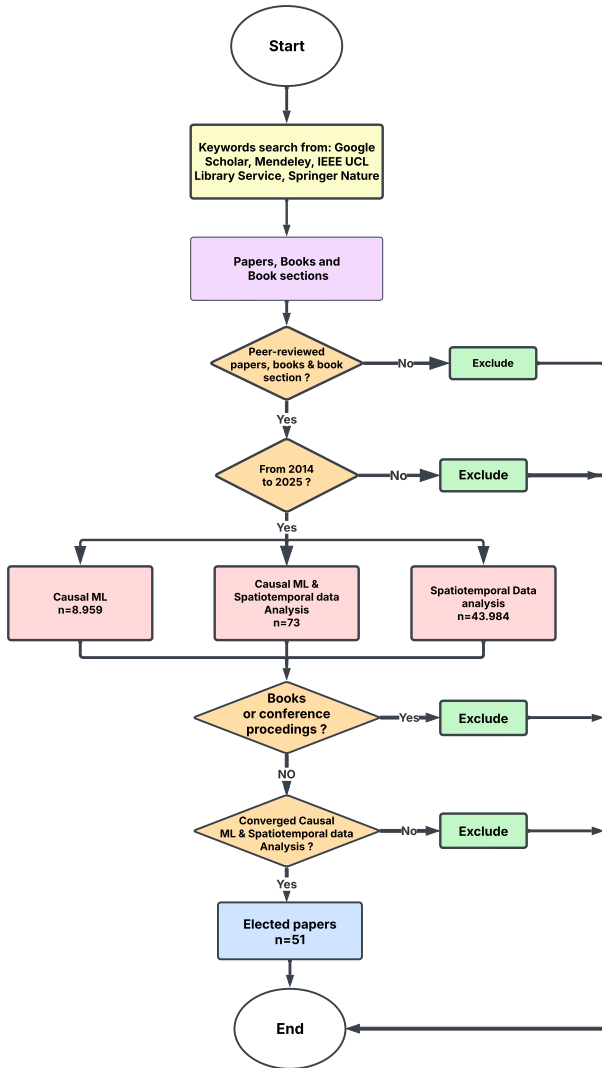 Start
Keywords search from: Google
Scholar, Mendeley, IEEE UCL
Library Service, Springer Nature
Papers, Books and
Book sections
Peer-reviewed
papers, books & book
section ?
No
Exclude
Yes
From 2014
to 2025 ?
No
Exclude
Yes
Causal ML
n=8.959
Causal ML &
Spatiotemporal data
Analysis
n=73
Spatiotemporal Data
analysis
n=43.984
Books
or conference
procedings ?
Yes
Exclude
NO
Converged Causal
ML & Spatiotemporal data
Analysis ?
No
Exclude
Yes
Elected papers
n=51
End